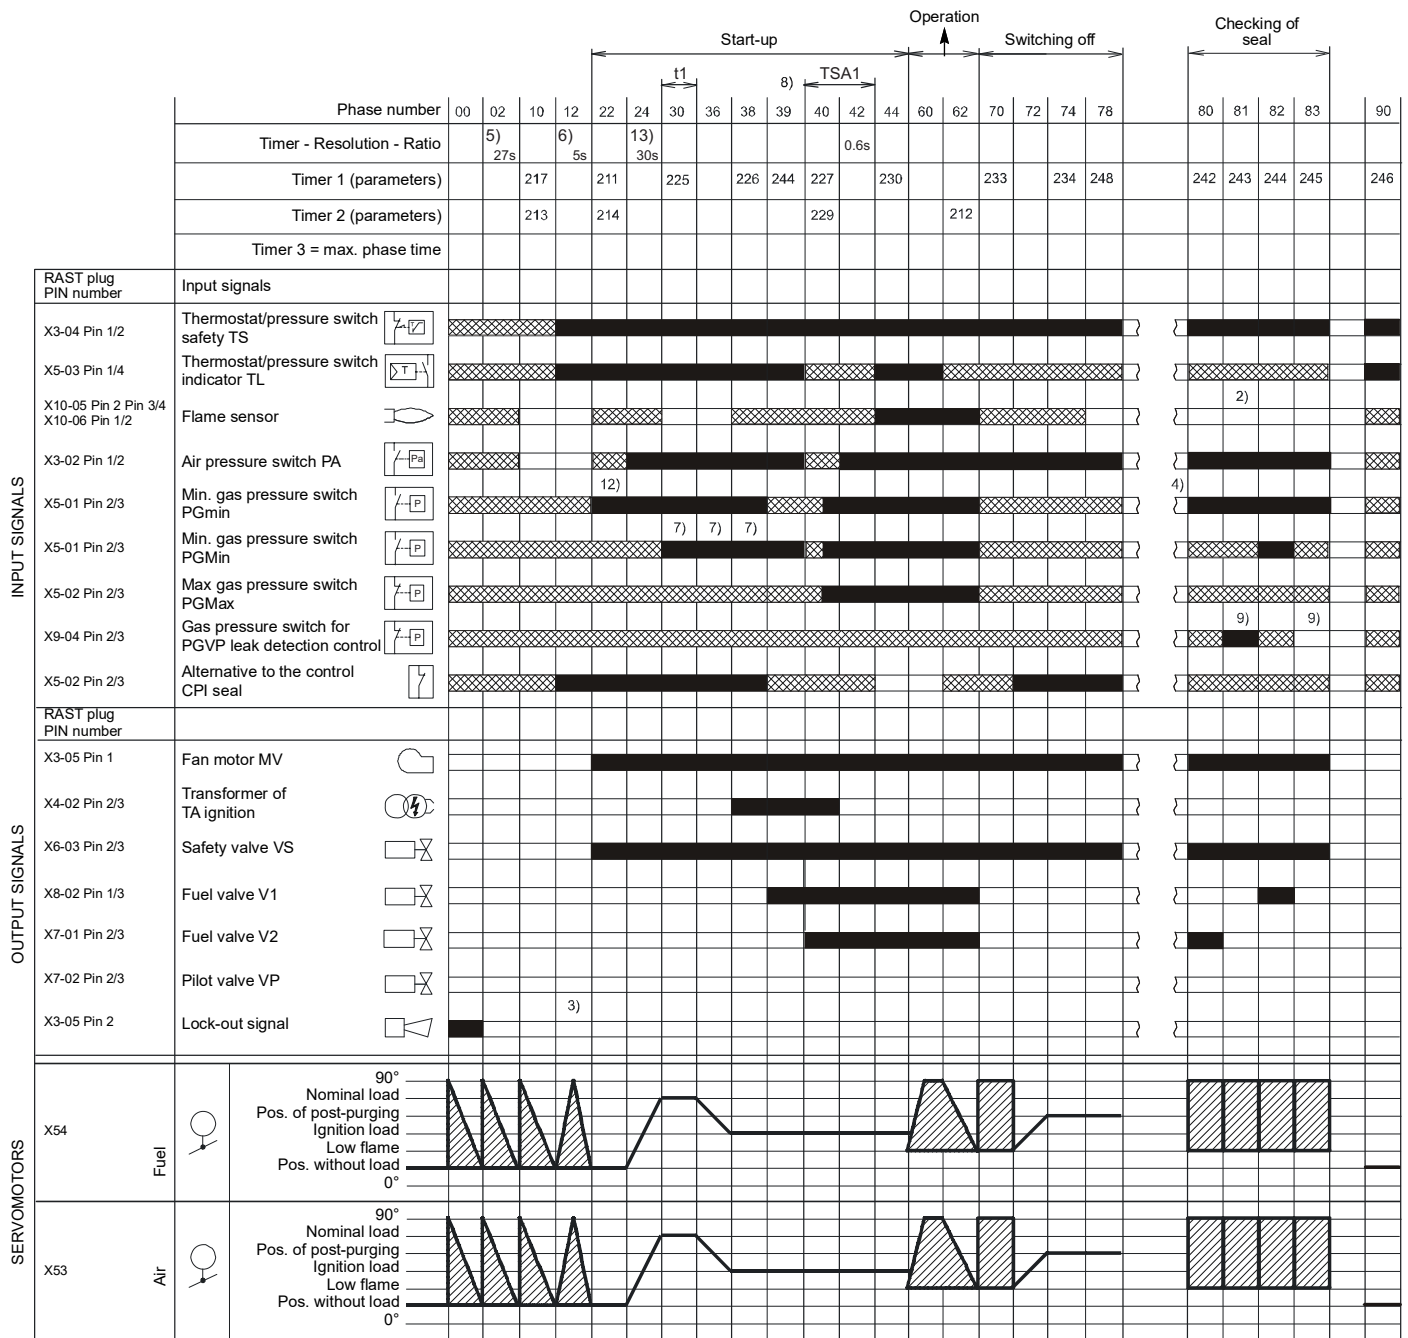 Operation
Start-up
Switching off
Checking of
seal
t1
8)
TSA1
Phase number 00 02 10 12 22 24 30 36 38 39 40 42 44 60 62 70 72 74 78 80 81 82 83 90
Timer - Resolution - Ratio 5) 27s 6) 5s 13) 30s 0.6s
Timer 1 (parameters) 217 211 225 226 244 227 230 233 234 248 242 243 244 245 246
Timer 2 (parameters) 213 214 229 212
Timer 3 = max. phase time
INPUT SIGNALS
RAST plug
PIN number
Input signals
X3-04 Pin 1/2
Thermostat/pressure switch
safety TS
X5-03 Pin 1/4
Thermostat/pressure switch
indicator TL
T
2)
X10-05 Pin 2 Pin 3/4
X10-06 Pin 1/2
Flame sensor
X3-02 Pin 1/2
Air pressure switch PA
Pa
12)
4)
X5-01 Pin 2/3
Min. gas pressure switch
PGmin
P
7) 7) 7)
X5-01 Pin 2/3
Min. gas pressure switch
PGMin
P
X5-02 Pin 2/3
Max gas pressure switch
PGMax
P
9) 9)
X9-04 Pin 2/3
Gas pressure switch for
PGVP leak detection control
P
X5-02 Pin 2/3
Alternative to the control
CPI seal
OUTPUT SIGNALS
RAST plug
PIN number
X3-05 Pin 1
Fan motor MV
X4-02 Pin 2/3
Transformer of
TA ignition
X6-03 Pin 2/3
Safety valve VS
X8-02 Pin 1/3
Fuel valve V1
X7-01 Pin 2/3
Fuel valve V2
X7-02 Pin 2/3
Pilot valve VP
3)
X3-05 Pin 2
Lock-out signal
SERVOMOTORS
X54
Fuel
90°
Nominal load
Pos. of post-purging
Ignition load
Low flame
Pos. without load
0°
X53
Air
90°
Nominal load
Pos. of post-purging
Ignition load
Low flame
Pos. without load
0°